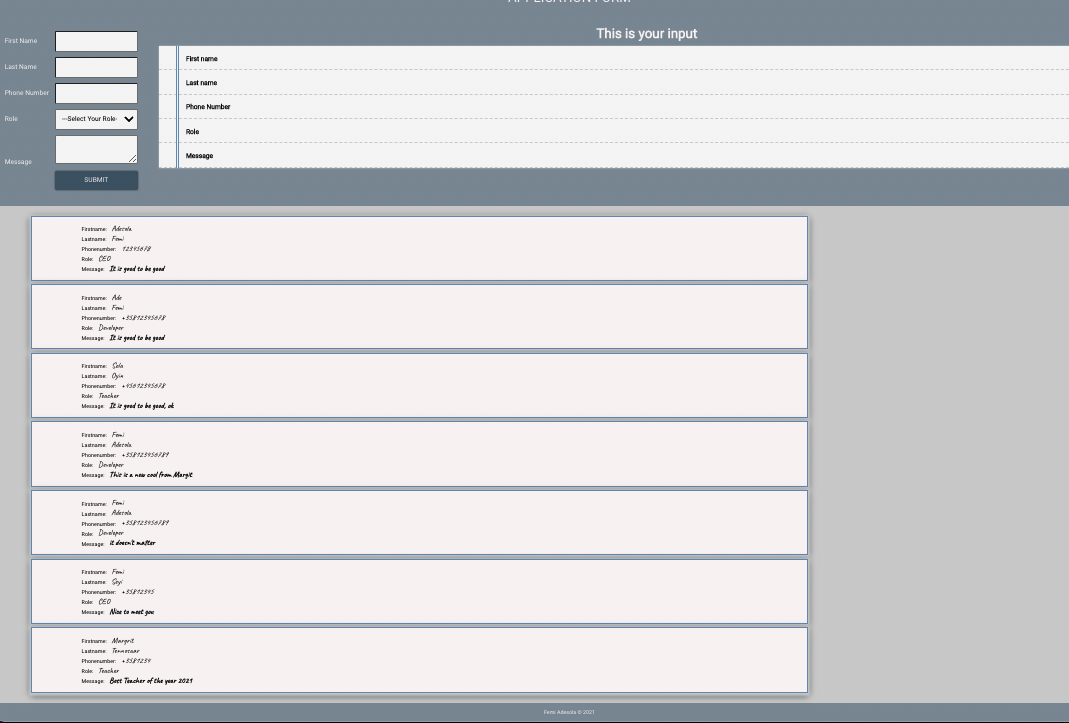 APPLICATION FORM
This is your input
First Name
Last Name
Phone Number
Role
---Select Your Role-
Message
SUBMIT
First name
Last name
Phone Number
Role
Message
Firstname: Adesola
Lastname: Femi
Phonenumber: 12345678
Role: CEO
Message: It is good to be good
Firstname: Ade
Lastname: Femi
Phonenumber: +35812345678
Role: Developer
Message: It is good to be good
Firstname: Sola
Lastname: Oyin
Phonenumber: +45612345678
Role: Teacher
Message: It is good to be good, ok
Firstname: Femi
Lastname: Adesola
Phonenumber: +358123456789
Role: Developer
Message: This is a new cool from Margit
Firstname: Femi
Lastname: Adesola
Phonenumber: +358123456789
Role: Developer
Message: it doesn't matter
Firstname: Femi
Lastname: Seyi
Phonenumber: +35812345
Role: CEO
Message: Nice to meet you
Firstname: Margrit
Lastname:
Phonenumber: +3581234
Role: Teacher
Message: Best Teacher of the year 2021
Femi Adesola © 2021